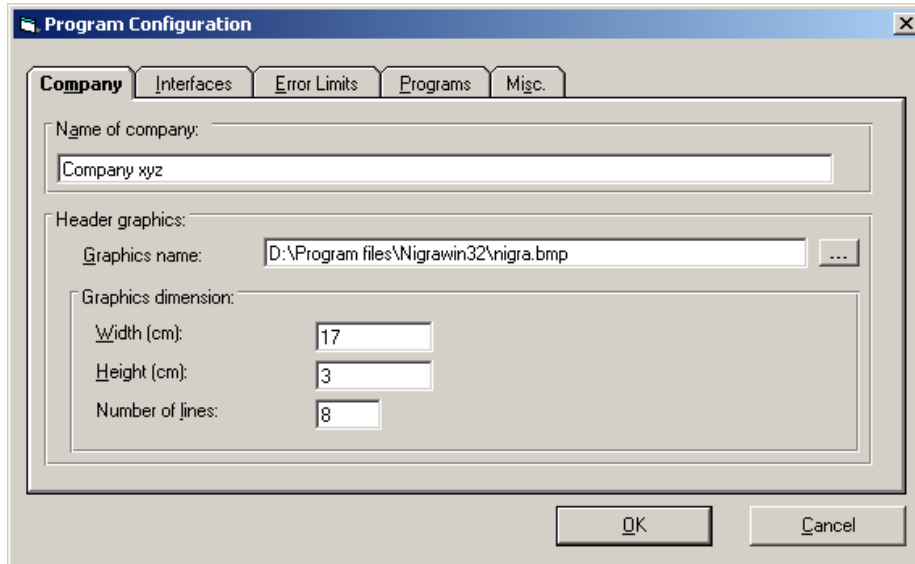 Program Configuration
Company Interfaces Error Limits Programs Misc.
Name of company:
Company xyz
Header graphics:
Graphics name: D:\Program files\Nigrawin32\nigra.bmp ...
Graphics dimension:
Width (cm): 17
Height (cm): 3
Number of lines: 8
OK Cancel